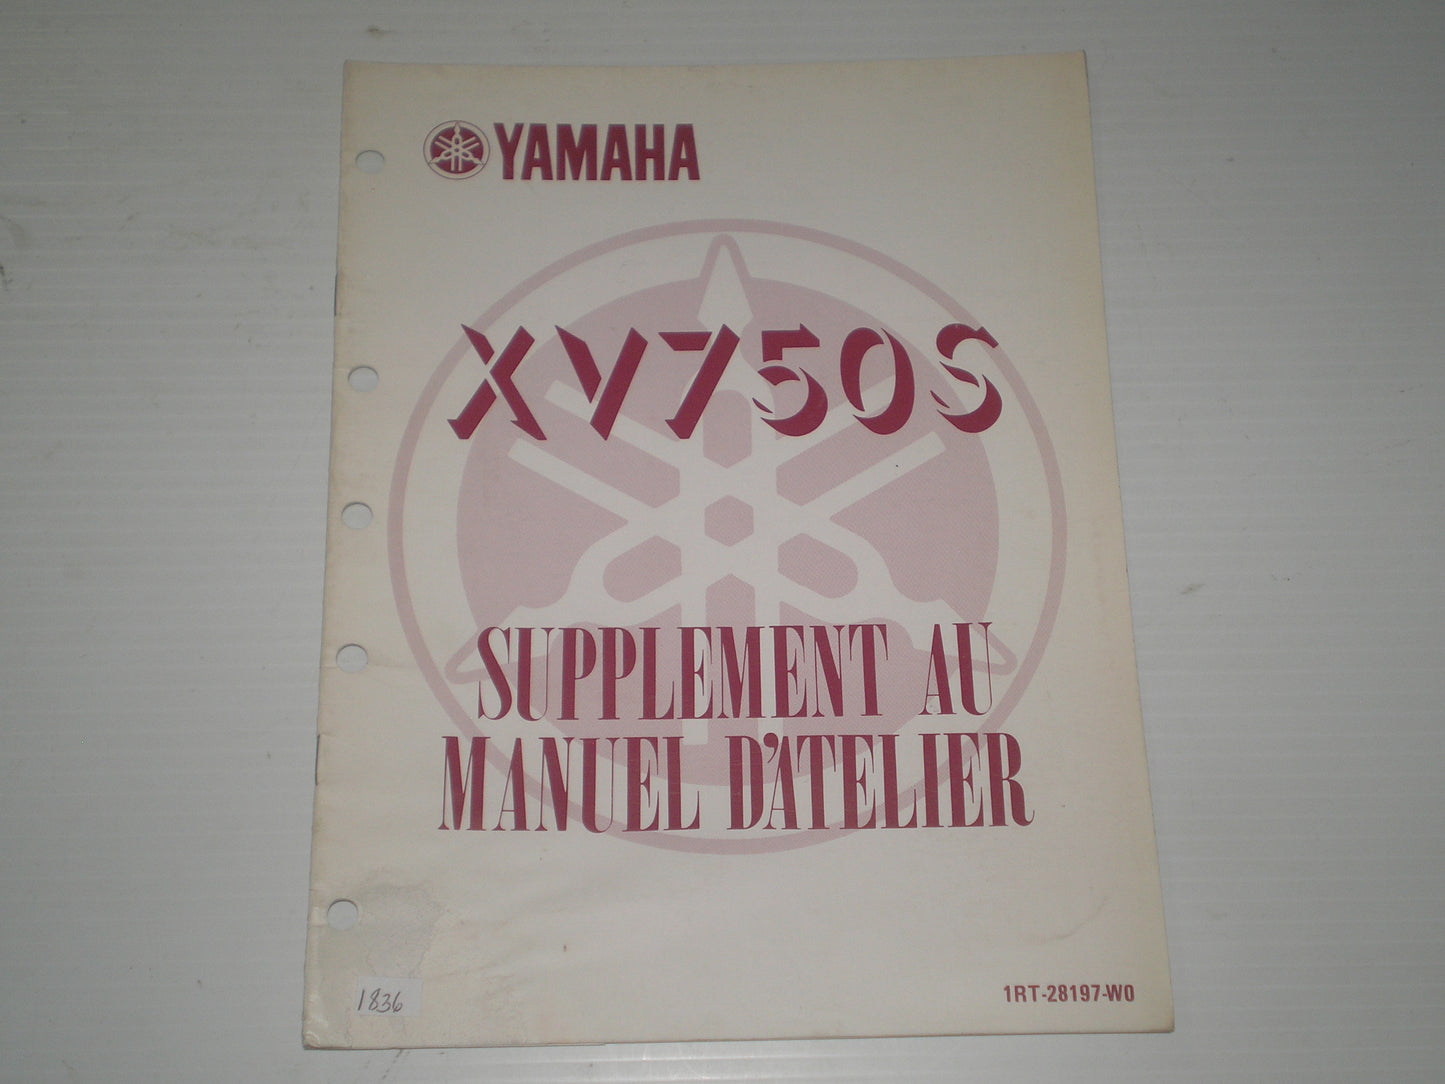 YAMAHA
XV750S
SUPPLEMENT AU
MANUEL D'ATELIER
1836
1RT-28197-W0